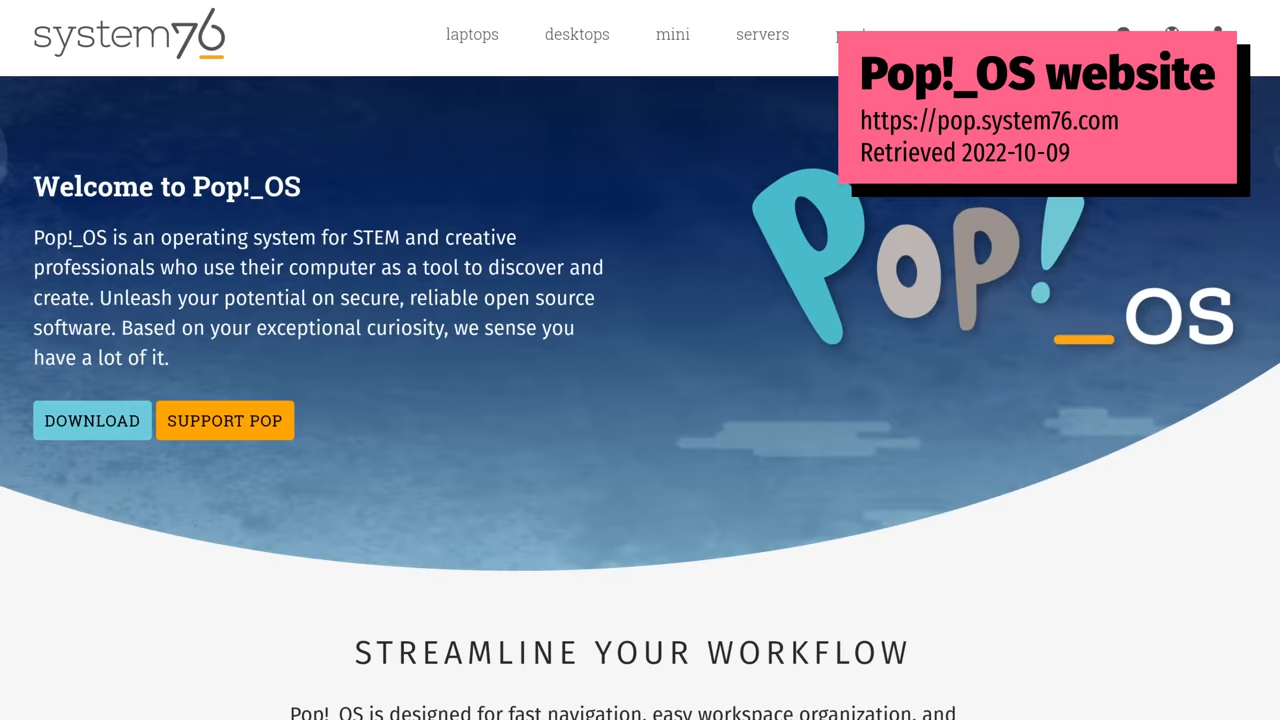 system76
laptops
desktops
mini
servers
Pop!_OS website
https://pop.system76.com
Retrieved 2022-10-09
Welcome to Pop!_OS
Pop!_OS is an operating system for STEM and creative
professionals who use their computer as a tool to discover and
create. Unleash your potential on secure, reliable open source
software. Based on your exceptional curiosity, we sense you
have a lot of it.
DOWNLOAD
SUPPORT POP
Pop!
_OS
STREAMLINE YOUR WORKFLOW
Pop!_OS is designed for fast navigation, easy workspace organization, and